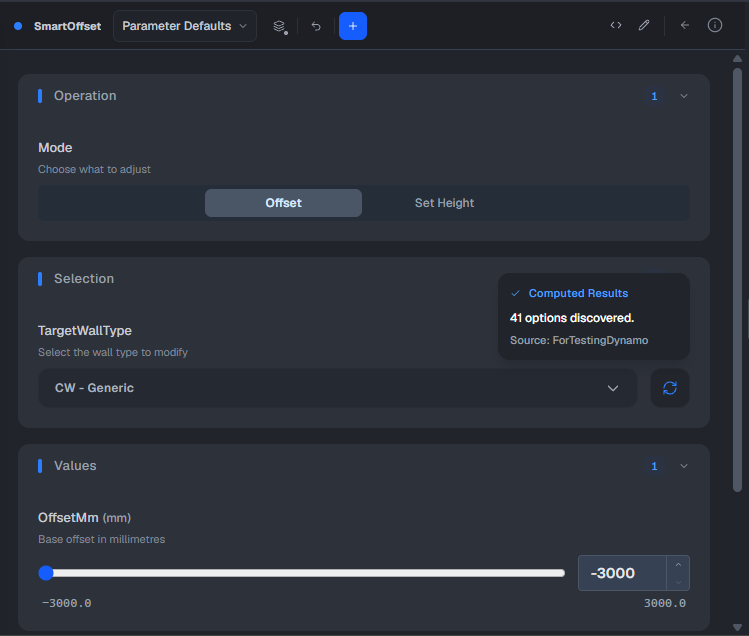 SmartOffset Parameter Defaults
Operation 1
Mode
Choose what to adjust
Offset Set Height
Selection
Computed Results
41 options discovered.
Source: ForTestingDynamo
TargetWallType
Select the wall type to modify
CW - Generic
Values 1
OffsetMm (mm)
Base offset in millimetres
-3000
−3000.0 3000.0